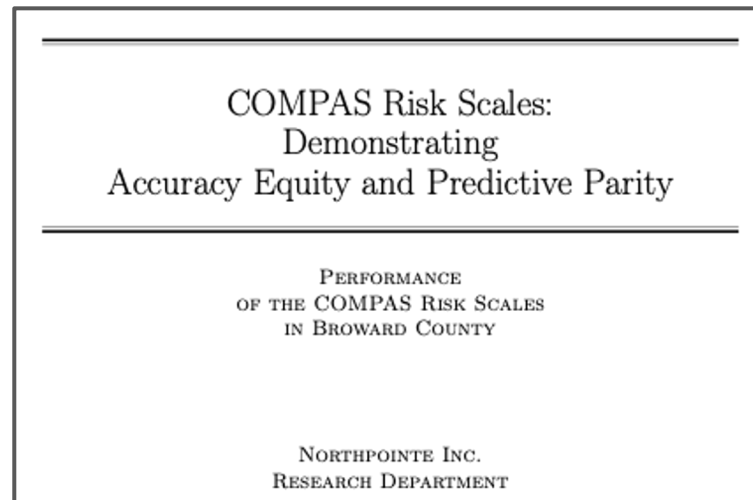 COMPAS Risk Scales:
Demonstrating
Accuracy Equity and Predictive Parity
Performance
of the COMPAS Risk Scales
in Broward County
Northpointe Inc.
Research Department